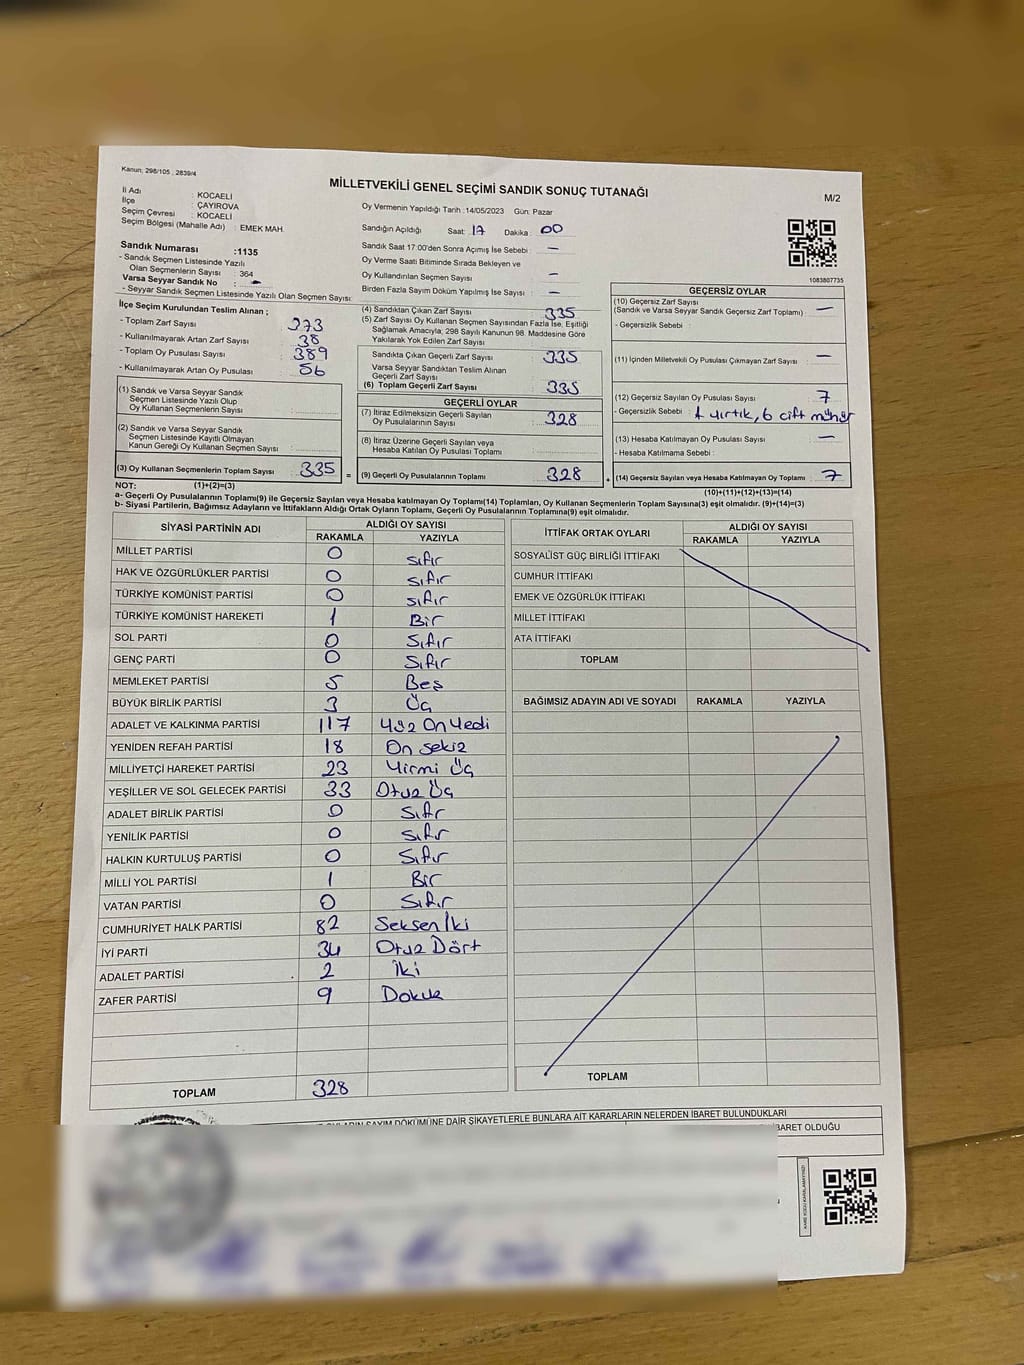 Kanun, 298/105 , 2839/4
MİLLETVEKİLİ GENEL SEÇİMİ SANDIK SONUÇ TUTANAĞI
M/2
İl Adı : KOCAELİ
İlçe : ÇAYIROVA
Seçim Çevresi : KOCAELİ
Seçim Bölgesi (Mahalle Adı) : EMEK MAH.
Sandık Numarası :1135
- Sandık Seçmen Listesinde Yazılı
Olan Seçmenlerin Sayısı : 364
Varsa Seyyar Sandık No : -
- Seyyar Sandık Seçmen Listesinde Yazılı Olan Seçmen Sayısı:
Oy Vermenin Yapıldığı Tarih :14/05/2023 Gün: Pazar
Sandığın Açıldığı Saat: 17 Dakika: 00
Sandık Saat 17:00'den Sonra Açımış İse Sebebi : -
Oy Verme Saati Bitiminde Sırada Bekleyen ve
Oy Kullandırılan Seçmen Sayısı -
Birden Fazla Sayım Döküm Yapılmış İse Sayısı : -
1083807735
İlçe Seçim Kurulundan Teslim Alınan ;
- Toplam Zarf Sayısı : 373
- Kullanılmayarak Artan Zarf Sayısı : 38
- Toplam Oy Pusulası Sayısı : 389
- Kullanılmayarak Artan Oy Pusulası Sayısı : 56
(1) Sandık ve Varsa Seyyar Sandık
Seçmen Listesinde Yazılı Olup
Oy Kullanan Seçmenlerin Sayısı :
(2) Sandık ve Varsa Seyyar Sandık
Seçmen Listesinde Kayıtlı Olmayan
Kanun Gereği Oy Kullanan Seçmen Sayısı :
(3) Oy Kullanan Seçmenlerin Toplam Sayısı : 335 =
(4) Sandıktan Çıkan Zarf Sayısı : 335
(5) Zarf Sayısı Oy Kullanan Seçmen Sayısından Fazla İse, Eşitliği
Sağlamak Amacıyla; 298 Sayılı Kanunun 98. Maddesine Göre
Yakılarak Yok Edilen Zarf Sayısı
Sandıkta Çıkan Geçerli Zarf Sayısı : 335
Varsa Seyyar Sandıktan Teslim Alınan
Geçerli Zarf Sayısı
(6) Toplam Geçerli Zarf Sayısı : 335
GEÇERLİ OYLAR
(7) İtiraz Edilmeksizin Geçerli Sayılan
Oy Pusulalarının Sayısı : 328
(8) İtiraz Üzerine Geçerli Sayılan veya
Hesaba Katılan Oy Pusulası Toplamı :
(9) Geçerli Oy Pusulalarının Toplamı : 328 +
GEÇERSİZ OYLAR
(10) Geçersiz Zarf Sayısı
(Sandık ve Varsa Seyyar Sandık Geçersiz Zarf Toplamı) : -
- Geçersizlik Sebebi :
(11) İçinden Milletvekili Oy Pusulası Çıkmayan Zarf Sayısı : -
(12) Geçersiz Sayılan Oy Pusulası Sayısı : 7
- Geçersizlik Sebebi : 1 yırtık, 6 çift mühür
(13) Hesaba Katılmayan Oy Pusulası Sayısı : -
- Hesaba Katılmama Sebebi :
(14) Geçersiz Sayılan veya Hesaba Katılmayan Oy Toplamı : 7
NOT: (1)+(2)=(3)
(10)+(11)+(12)+(13)=(14)
a- Geçerli Oy Pusulalarının Toplamı(9) ile Geçersiz Sayılan veya Hesaba katılmayan Oy Toplamı(14) Toplamları, Oy Kullanan Seçmenlerin Toplam Sayısına(3) eşit olmalıdır. (9)+(14)=(3)
b- Siyasi Partilerin, Bağımsız Adayların ve İttifakların Aldığı Ortak Oyların Toplamı, Geçerli Oy Pusulalarının Toplamına(9) eşit olmalıdır.
SİYASİ PARTİNİN ADI ALDIĞI OY SAYISI
RAKAMLA YAZIYLA
MİLLET PARTİSİ 0 Sıfır
HAK VE ÖZGÜRLÜKLER PARTİSİ 0 Sıfır
TÜRKİYE KOMÜNİST PARTİSİ 0 Sıfır
TÜRKİYE KOMÜNİST HAREKETİ 1 Bir
SOL PARTİ 0 Sıfır
GENÇ PARTİ 0 Sıfır
MEMLEKET PARTİSİ 5 Beş
BÜYÜK BİRLİK PARTİSİ 3 Üç
ADALET VE KALKINMA PARTİSİ 117 Yüz On Yedi
YENİDEN REFAH PARTİSİ 18 On Sekiz
MİLLİYETÇİ HAREKET PARTİSİ 23 Yirmi Üç
YEŞİLLER VE SOL GELECEK PARTİSİ 33 Otuz Üç
ADALET BİRLİK PARTİSİ 0 Sıfır
YENİLİK PARTİSİ 0 Sıfır
HALKIN KURTULUŞ PARTİSİ 0 Sıfır
MİLLİ YOL PARTİSİ 1 Bir
VATAN PARTİSİ 0 Sıfır
CUMHURİYET HALK PARTİSİ 82 Seksen İki
İYİ PARTİ 34 Otuz Dört
ADALET PARTİSİ 2 İki
ZAFER PARTİSİ 9 Dokuz
TOPLAM 328
İTTİFAK ORTAK OYLARI ALDIĞI OY SAYISI
RAKAMLA YAZIYLA
SOSYALİST GÜÇ BİRLİĞİ İTTİFAKI
CUMHUR İTTİFAKI
EMEK VE ÖZGÜRLÜK İTTİFAKI
MİLLET İTTİFAKI
ATA İTTİFAKI
TOPLAM
BAĞIMSIZ ADAYIN ADI VE SOYADI RAKAMLA YAZIYLA
TOPLAM
SAYIM DÖKÜMÜNE DAİR ŞİKAYETLERLE BUNLARA AİT KARARLARIN NELERDEN İBARET BULUNDUKLARI
İBARET OLDUĞU